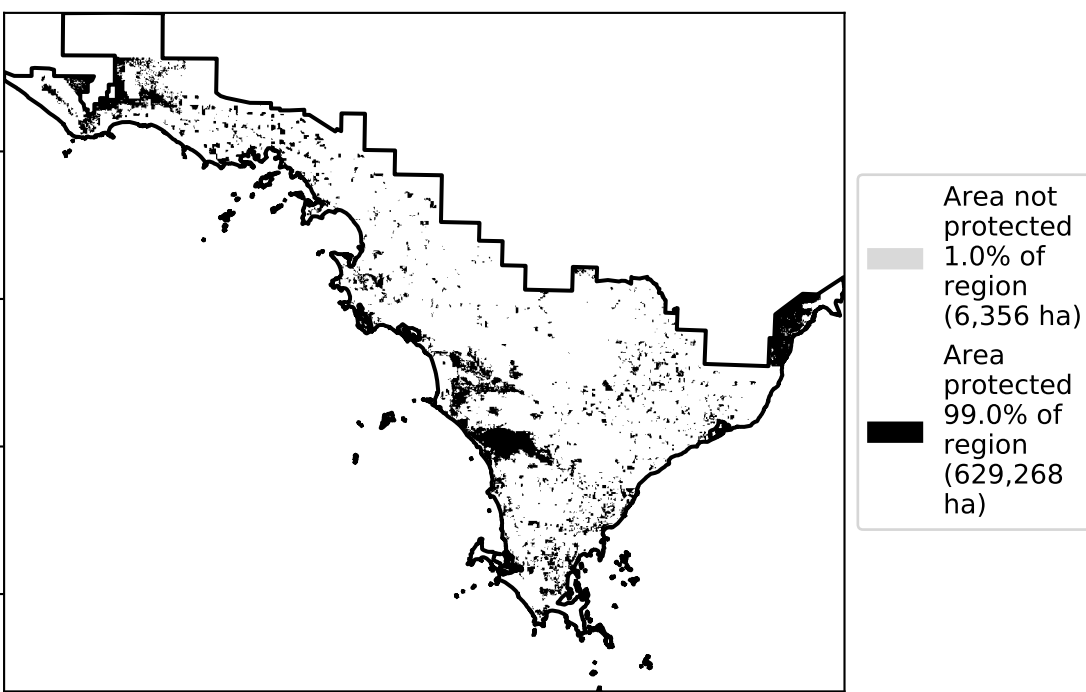 Area not
protected
1.0% of
region
(6,356 ha)
Area
protected
99.0% of
region
(629,268
ha)